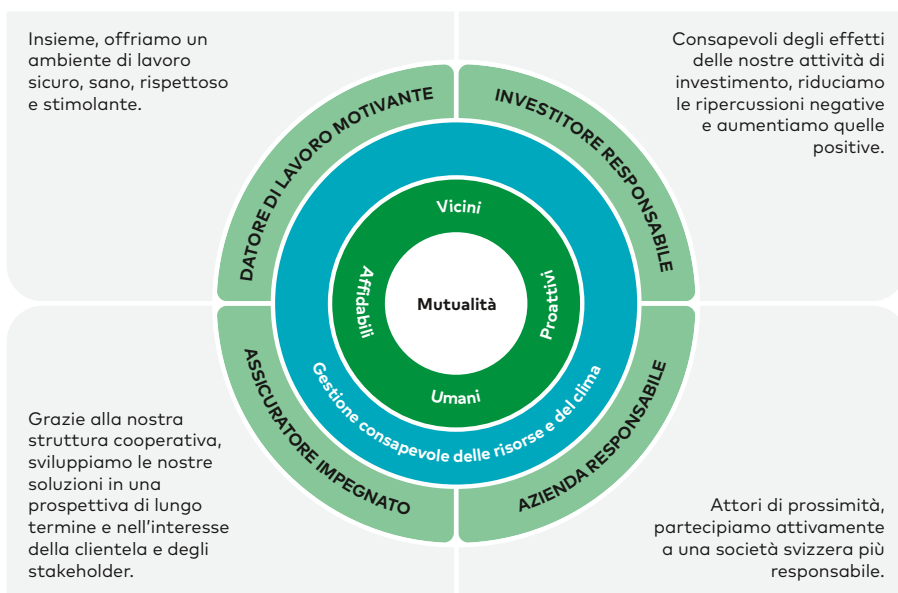 Insieme, offriamo un
ambiente di lavoro
sicuro, sano, rispettoso
e stimolante.
Consapevoli degli effetti
delle nostre attività di
investimento, riduciamo
le ripercussioni negative
e aumentiamo quelle
positive.
DATORE DI LAVORO MOTIVANTE
INVESTITORE RESPONSABILE
Vicini
Affidabili
Mutualità
Proattivi
Umani
Gestione consapevole delle risorse e del clima
ASSICURATORE IMPEGNATO
AZIENDA RESPONSABILE
Grazie alla nostra
struttura cooperativa,
sviluppiamo le nostre
soluzioni in una
prospettiva di lungo
termine e nell'interesse
della clientela e degli
stakeholder.
Attori di prossimità,
partecipiamo attivamente
a una società svizzera più
responsabile.